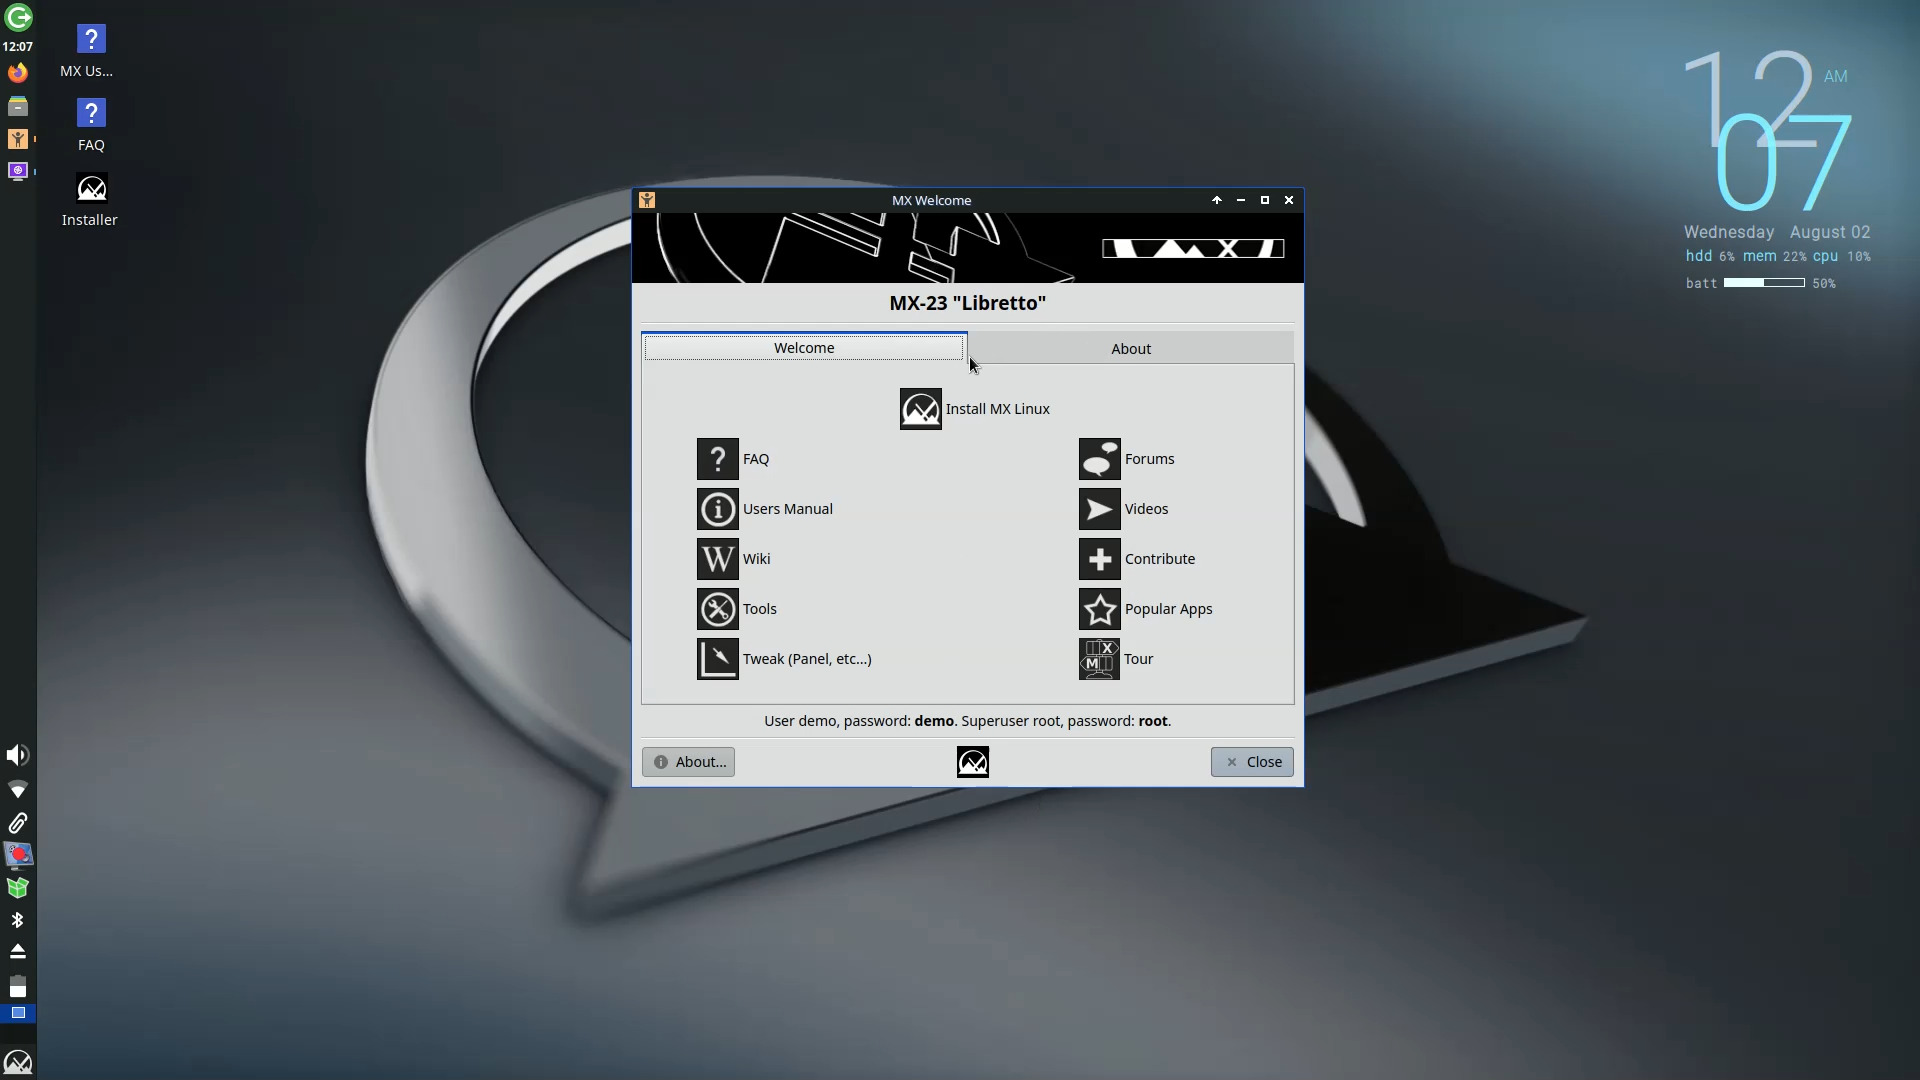 12:07
MX Us...
FAQ
Installer
12 AM
07
Wednesday August 02
hdd 6% mem 22% cpu 10%
batt 50%
MX Welcome
MX
MX-23 "Libretto"
Welcome
About
Install MX Linux
FAQ
Forums
Users Manual
Videos
Wiki
Contribute
Tools
Popular Apps
Tweak (Panel, etc...)
Tour
User demo, password: demo. Superuser root, password: root.
About...
Close